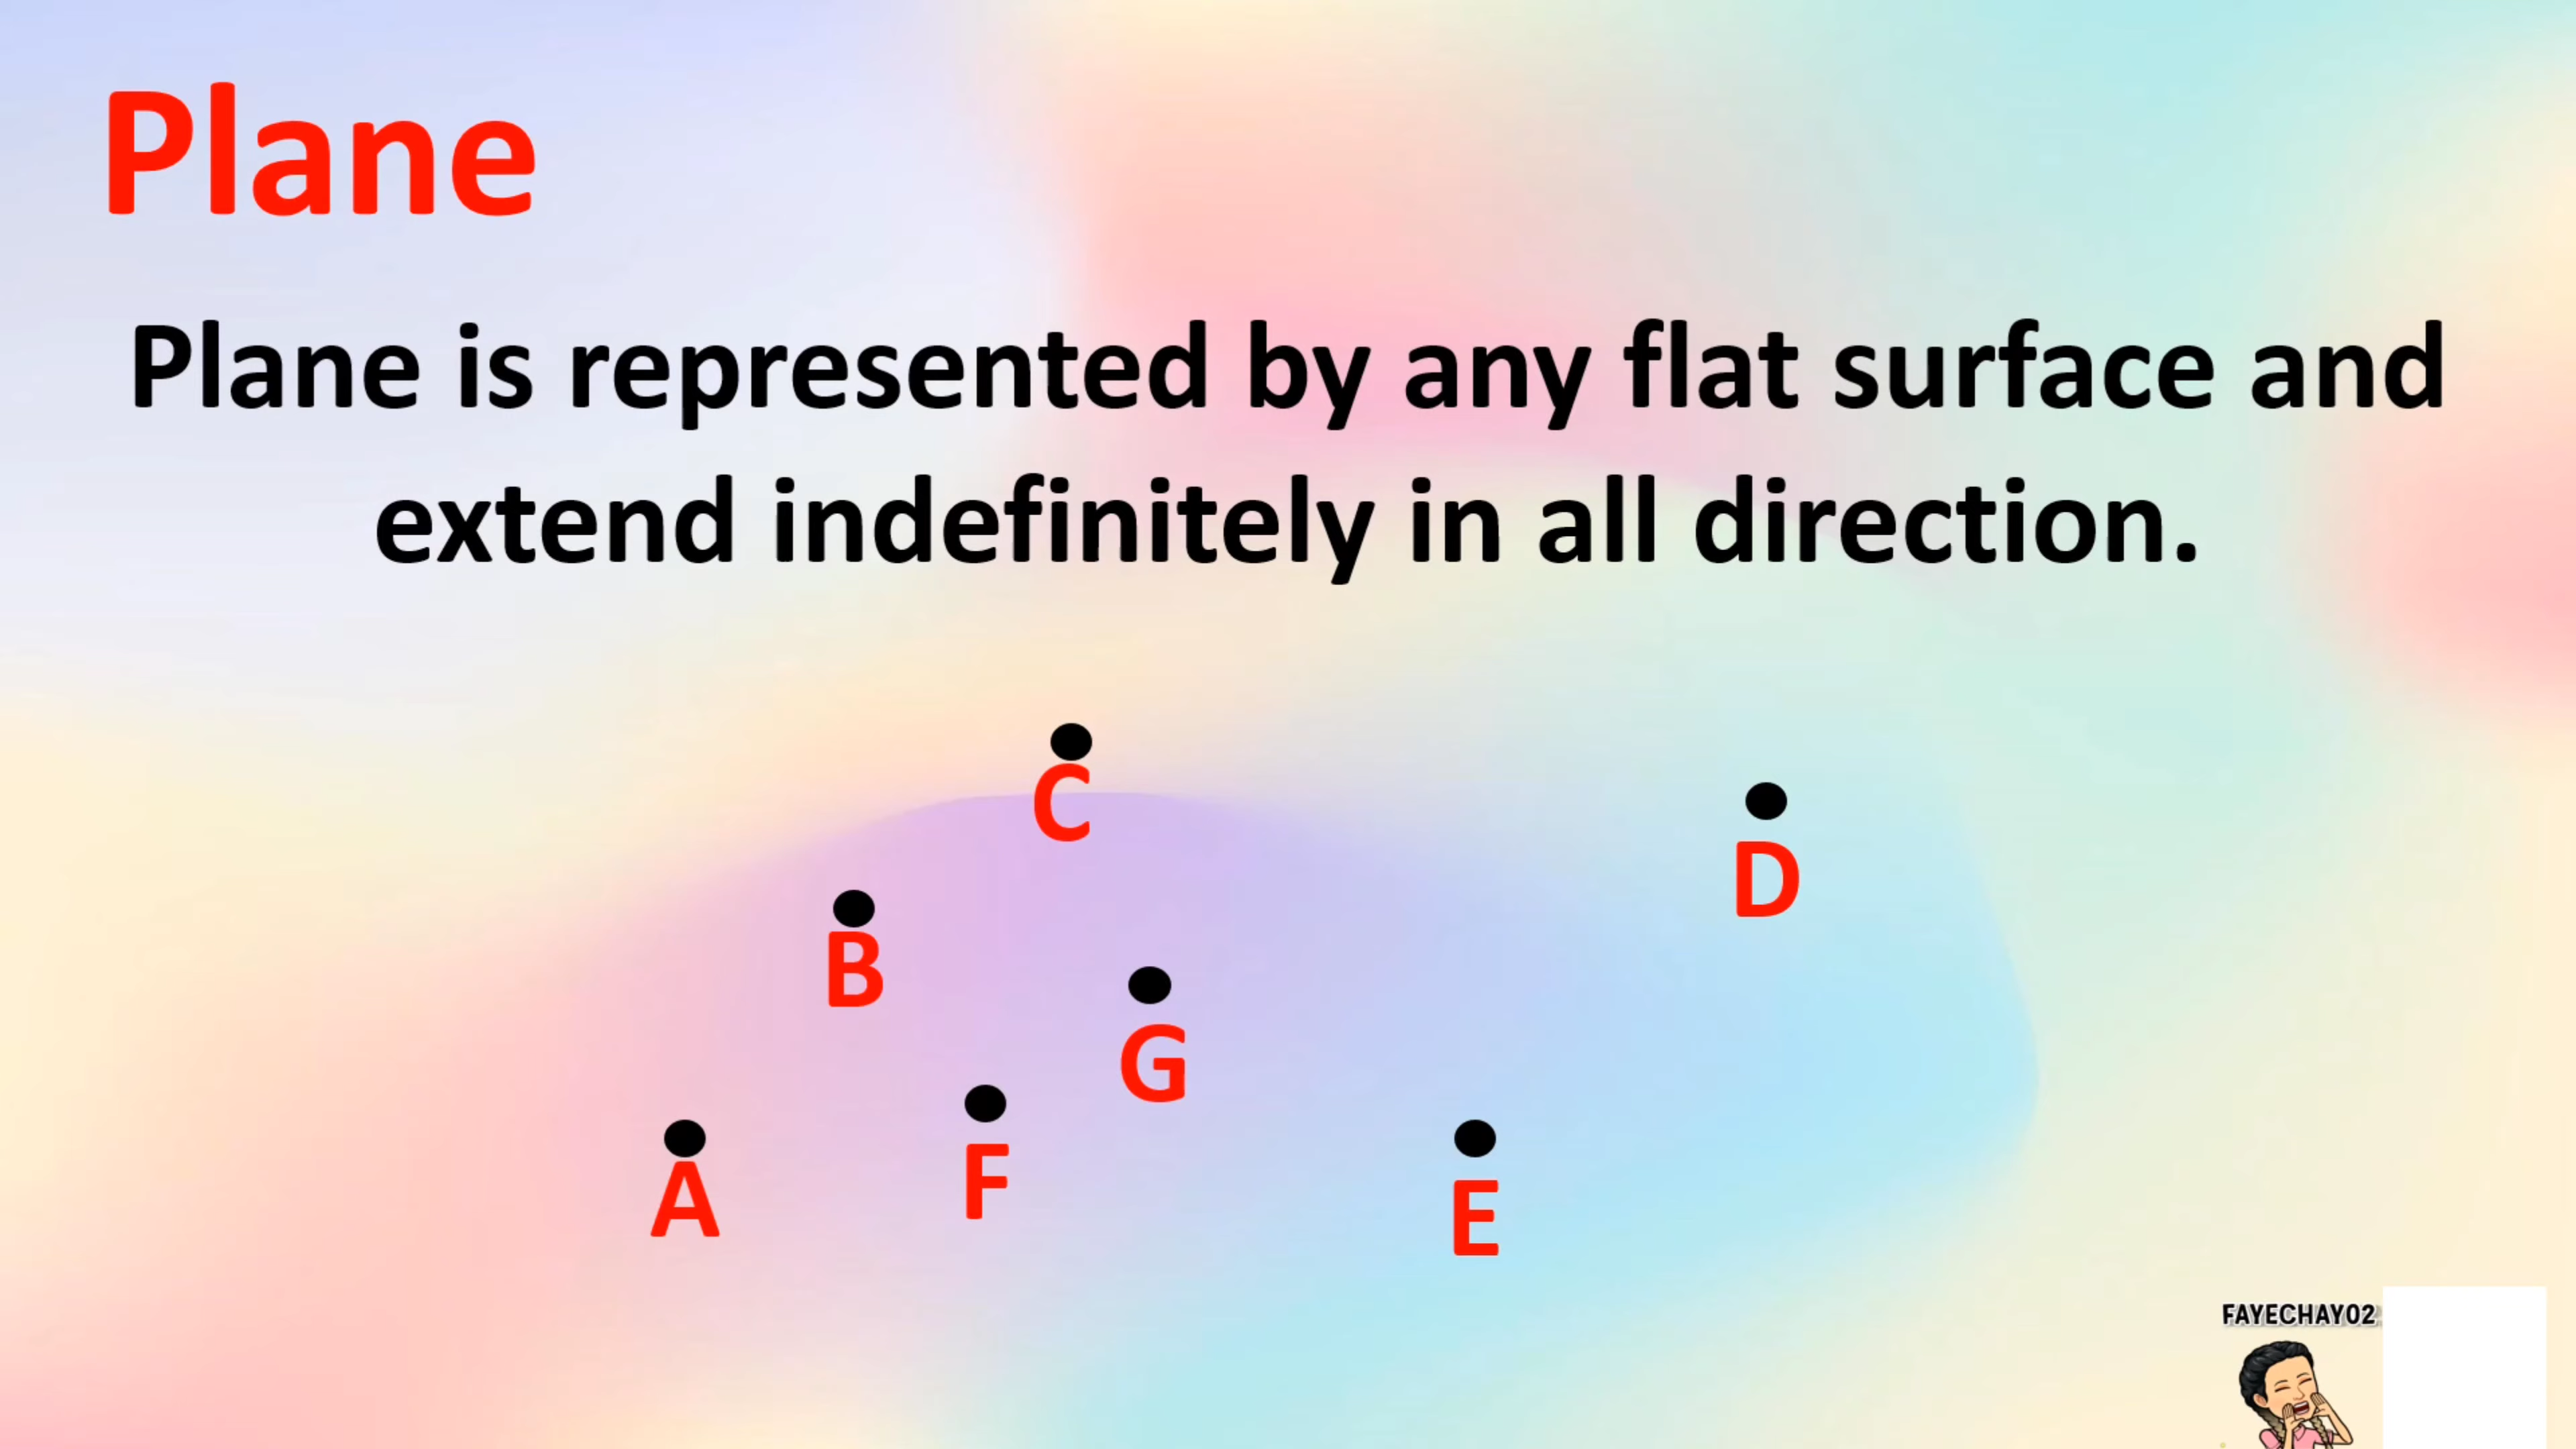 Plane
Plane is represented by any flat surface and
extend indefinitely in all direction.
C
D
B
G
F
A
E
FAYECHAY02